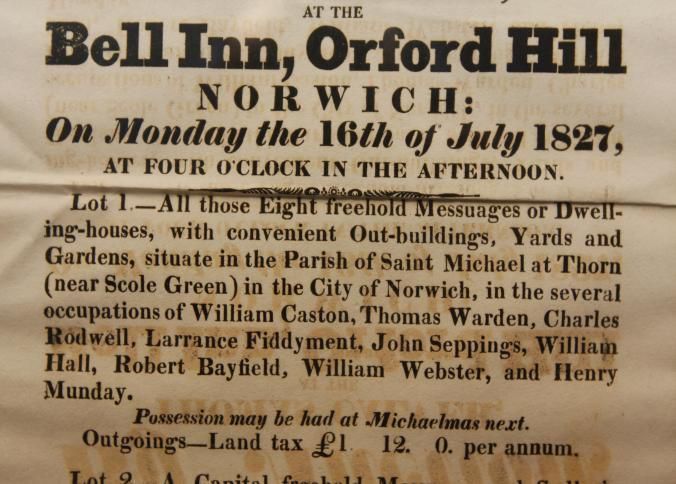 AT THE
Bell Inn, Orford Hill
NORWICH:
On Monday the 16th of July 1827,
AT FOUR O'CLOCK IN THE AFTERNOON.
Lot 1.—All those Eight freehold Messuages or Dwell-
ing-houses, with convenient Out-buildings, Yards and
Gardens, situate in the Parish of Saint Michael at Thorn
(near Scole Green) in the City of Norwich, in the several
occupations of William Caston, Thomas Warden, Charles
Rodwell, Larrance Fiddyment, John Seppings, William
Hall, Robert Bayfield, William Webster, and Henry
Munday.
Possession may be had at Michaelmas next.
Outgoings—Land tax £1. 12. 0. per annum.
Lot 2.—A Capital freehold